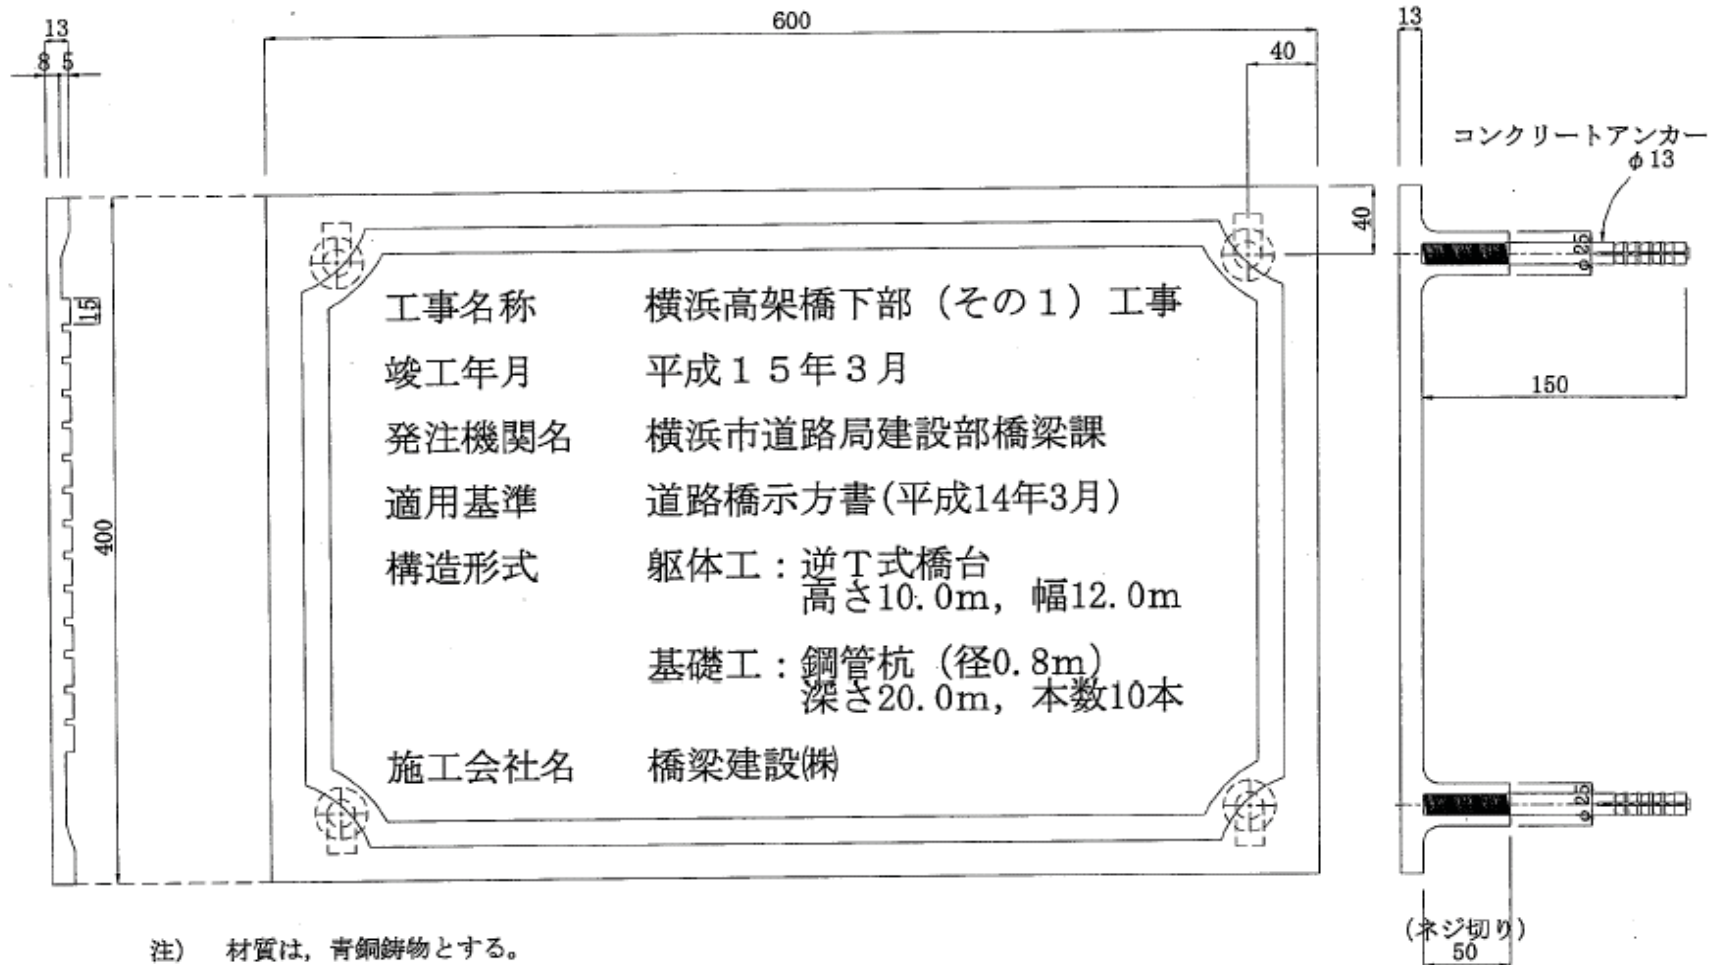 13
8 5
600
40
13
コンクリートアンカー
φ13
40
φ25
15
150
400
工事名称 横浜高架橋下部（その１）工事
竣工年月 平成１５年３月
発注機関名 横浜市道路局建設部橋梁課
適用基準 道路橋示方書(平成14年3月)
構造形式 躯体工：逆Ｔ式橋台
高さ10.0m，幅12.0m
基礎工：鋼管杭（径0.8m）
深さ20.0m，本数10本
施工会社名 橋梁建設㈱
φ25
(ネジ切り)
50
注） 材質は，青銅鋳物とする。